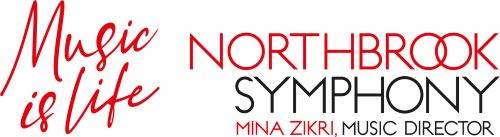 Music
is life
NORTHBROOK
SYMPHONY
MINA ZIKRI, MUSIC DIRECTOR